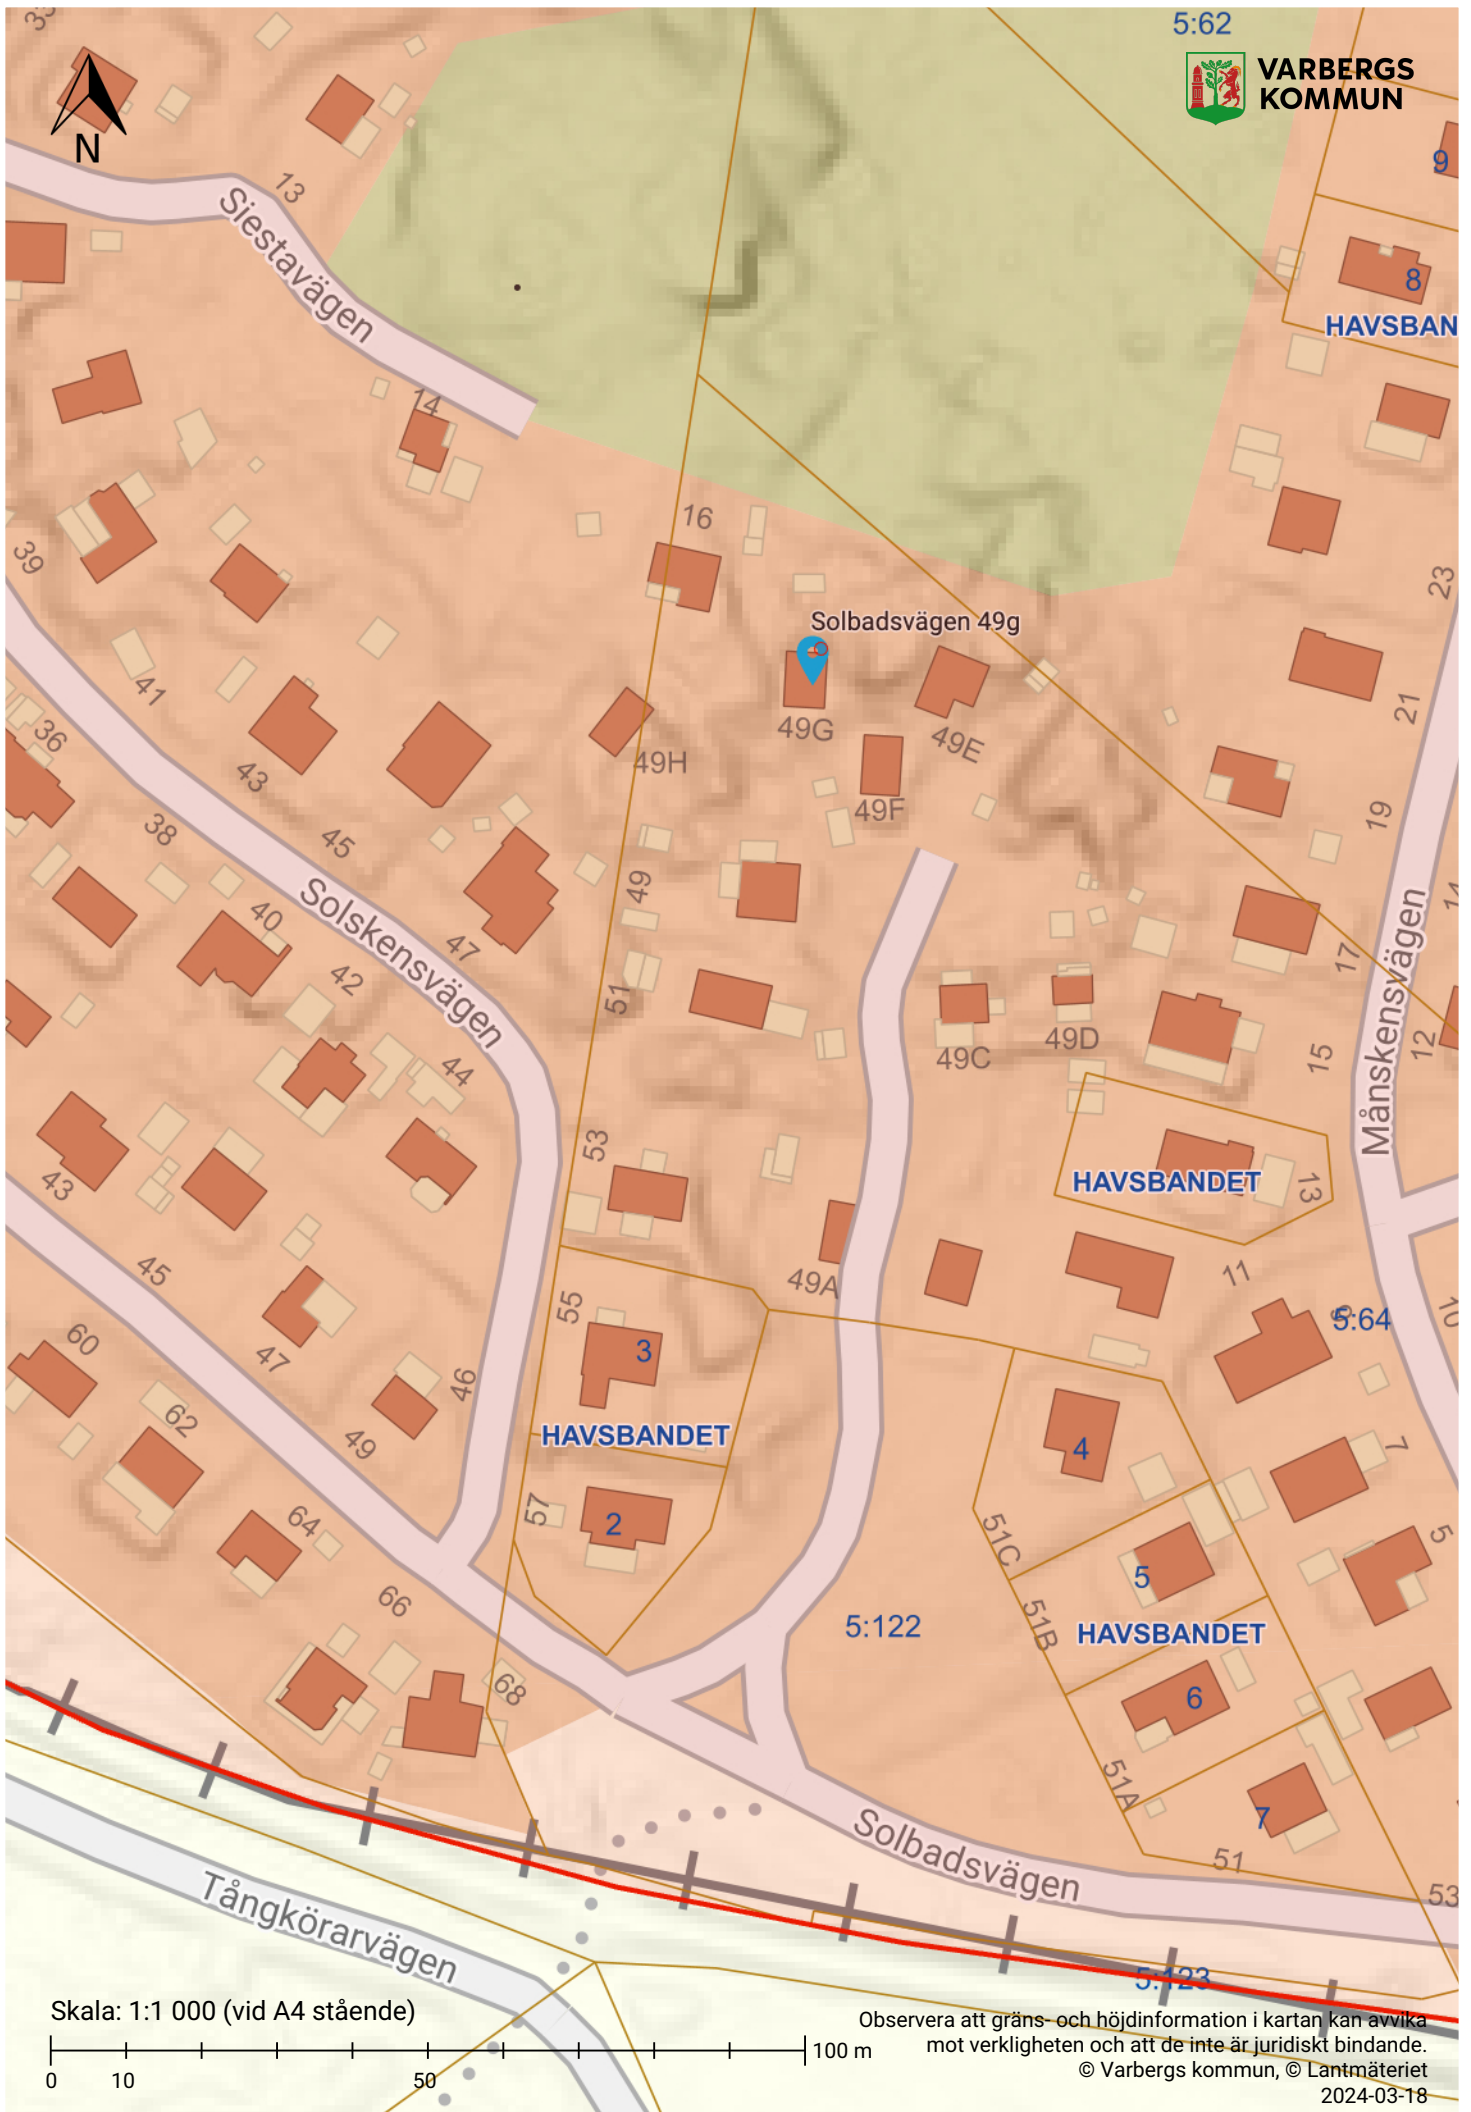 5:62
VARBERGS
KOMMUN
N
13
Siestavägen
9
8
HAVSBAN
14
16
39
23
Solbadsvägen 49g
41
49G
49E
49H
21
36
43
49F
19
38
45
Solskensvägen
49
40
47
14
42
51
17
Månskensvägen
49C
49D
15
12
44
53
43
HAVSBANDET
13
45
49A
11
55
5:64
10
60
3
47
46
62
49
HAVSBANDET
4
7
57
2
64
51C
5
5
66
51B
5:122
HAVSBANDET
68
6
51A
7
Solbadsvägen
51
53
Tångkörarvägen
5:123
Skala: 1:1 000 (vid A4 stående)
0
10
50
100 m
Observera att gräns- och höjdinformation i kartan kan avvika
mot verkligheten och att de inte är juridiskt bindande.
© Varbergs kommun, © Lantmäteriet
2024-03-18